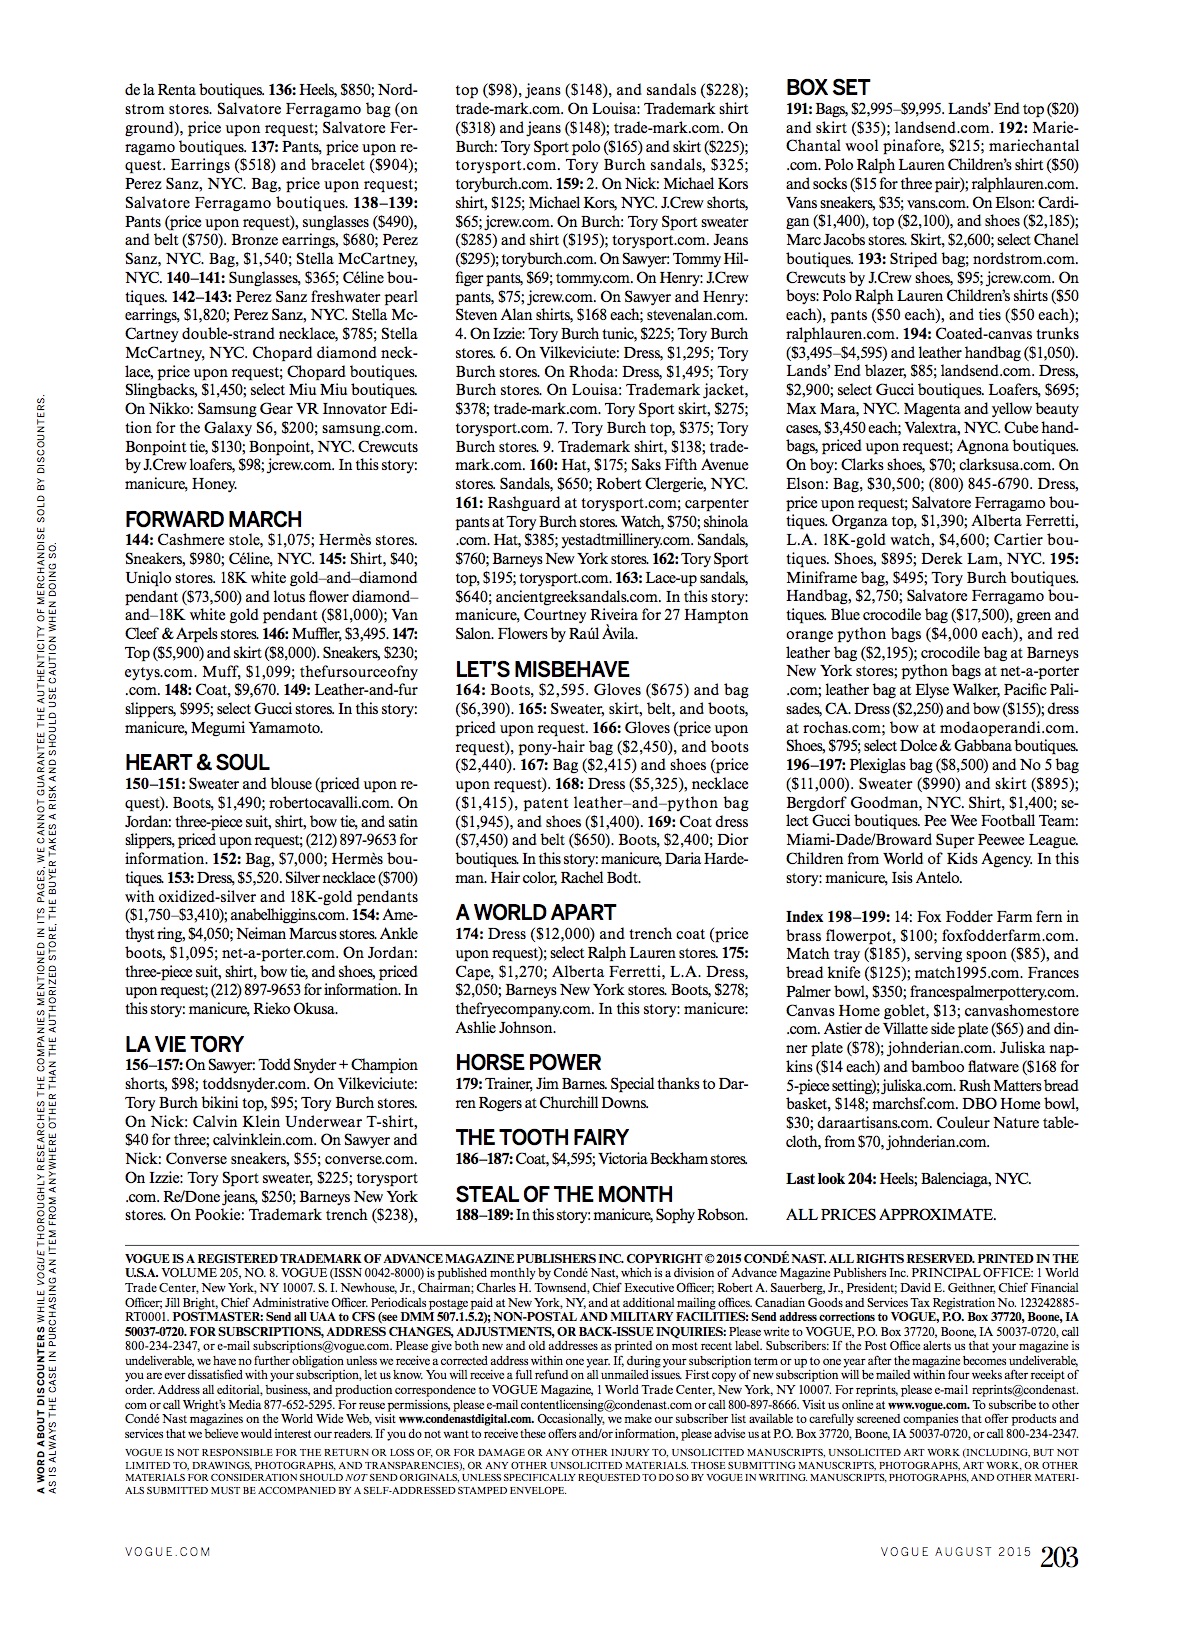 de la Renta boutiques. 136: Heels, $850; Nord-
strom stores. Salvatore Ferragamo bag (on
ground), price upon request; Salvatore Fer-
ragamo boutiques. 137: Pants, price upon re-
quest. Earrings ($518) and bracelet ($904);
Perez Sanz, NYC. Bag, price upon request;
Salvatore Ferragamo boutiques. 138–139:
Pants (price upon request), sunglasses ($490),
and belt ($750). Bronze earrings, $680; Perez
Sanz, NYC. Bag, $1,540; Stella McCartney,
NYC. 140–141: Sunglasses, $365; Céline bou-
tiques. 142–143: Perez Sanz freshwater pearl
earrings, $1,820; Perez Sanz, NYC. Stella Mc-
Cartney double-strand necklace, $785; Stella
McCartney, NYC. Chopard diamond neck-
lace, price upon request; Chopard boutiques.
Slingbacks, $1,450; select Miu Miu boutiques.
On Nikko: Samsung Gear VR Innovator Edi-
tion for the Galaxy S6, $200; samsung.com.
Bonpoint tie, $130; Bonpoint, NYC. Crewcuts
by J.Crew loafers, $98; jcrew.com. In this story:
manicure, Honey.
FORWARD MARCH
144: Cashmere stole, $1,075; Hermès stores.
Sneakers, $980; Céline, NYC. 145: Shirt, $40;
Uniqlo stores. 18K white gold–and–diamond
pendant ($73,500) and lotus flower diamond–
and–18K white gold pendant ($81,000); Van
Cleef & Arpels stores. 146: Muffler, $3,495. 147:
Top ($5,900) and skirt ($8,000). Sneakers, $230;
eytys.com. Muff, $1,099; thefursourceofny
.com. 148: Coat, $9,670. 149: Leather-and-fur
slippers, $995; select Gucci stores. In this story:
manicure, Megumi Yamamoto.
HEART & SOUL
150–151: Sweater and blouse (priced upon re-
quest). Boots, $1,490; robertocavalli.com. On
Jordan: three-piece suit, shirt, bow tie, and satin
slippers, priced upon request; (212) 897-9653 for
information. 152: Bag, $7,000; Hermès bou-
tiques. 153: Dress, $5,520. Silver necklace ($700)
with oxidized-silver and 18K-gold pendants
($1,750–$3,410); anabelhiggins.com. 154: Ame-
thyst ring, $4,050; Neiman Marcus stores. Ankle
boots, $1,095; net-a-porter.com. On Jordan:
three-piece suit, shirt, bow tie, and shoes, priced
upon request; (212) 897-9653 for information. In
this story: manicure, Rieko Okusa.
LA VIE TORY
156–157: On Sawyer: Todd Snyder + Champion
shorts, $98; toddsnyder.com. On Vilkeviciute:
Tory Burch bikini top, $95; Tory Burch stores.
On Nick: Calvin Klein Underwear T-shirt,
$40 for three; calvinklein.com. On Sawyer and
Nick: Converse sneakers, $55; converse.com.
On Izzie: Tory Sport sweater, $225; torysport
.com. Re/Done jeans, $250; Barneys New York
stores. On Pookie: Trademark trench ($238),
top ($98), jeans ($148), and sandals ($228);
trade-mark.com. On Louisa: Trademark shirt
($318) and jeans ($148); trade-mark.com. On
Burch: Tory Sport polo ($165) and skirt ($225);
torysport.com. Tory Burch sandals, $325;
toryburch.com. 159: 2. On Nick: Michael Kors
shirt, $125; Michael Kors, NYC. J.Crew shorts,
$65; jcrew.com. On Burch: Tory Sport sweater
($285) and shirt ($195); torysport.com. Jeans
($295); toryburch.com. On Sawyer: Tommy Hil-
figer pants, $69; tommy.com. On Henry: J.Crew
pants, $75; jcrew.com. On Sawyer and Henry:
Steven Alan shirts, $168 each; stevenalan.com.
4. On Izzie: Tory Burch tunic, $225; Tory Burch
stores. 6. On Vilkeviciute: Dress, $1,295; Tory
Burch stores. On Rhoda: Dress, $1,495; Tory
Burch stores. On Louisa: Trademark jacket,
$378; trade-mark.com. Tory Sport skirt, $275;
torysport.com. 7. Tory Burch top, $375; Tory
Burch stores. 9. Trademark shirt, $138; trade-
mark.com. 160: Hat, $175; Saks Fifth Avenue
stores. Sandals, $650; Robert Clergerie, NYC.
161: Rashguard at torysport.com; carpenter
pants at Tory Burch stores. Watch, $750; shinola
.com. Hat, $385; yestadtmillinery.com. Sandals,
$760; Barneys New York stores. 162: Tory Sport
top, $195; torysport.com. 163: Lace-up sandals,
$640; ancientgreeksandals.com. In this story:
manicure, Courtney Riveira for 27 Hampton
Salon. Flowers by Raúl Àvila.
LET'S MISBEHAVE
164: Boots, $2,595. Gloves ($675) and bag
($6,390). 165: Sweater, skirt, belt, and boots,
priced upon request. 166: Gloves (price upon
request), pony-hair bag ($2,450), and boots
($2,440). 167: Bag ($2,415) and shoes (price
upon request). 168: Dress ($5,325), necklace
($1,415), patent leather–and–python bag
($1,945), and shoes ($1,400). 169: Coat dress
($7,450) and belt ($650). Boots, $2,400; Dior
boutiques. In this story: manicure, Daria Harde-
man. Hair color, Rachel Bodt.
A WORLD APART
174: Dress ($12,000) and trench coat (price
upon request); select Ralph Lauren stores. 175:
Cape, $1,270; Alberta Ferretti, L.A. Dress,
$2,050; Barneys New York stores. Boots, $278;
thefryecompany.com. In this story: manicure:
Ashlie Johnson.
HORSE POWER
179: Trainer, Jim Barnes. Special thanks to Dar-
ren Rogers at Churchill Downs.
THE TOOTH FAIRY
186–187: Coat, $4,595; Victoria Beckham stores.
STEAL OF THE MONTH
188–189: In this story: manicure, Sophy Robson.
BOX SET
191: Bags, $2,995–$9,995. Lands' End top ($20)
and skirt ($35); landsend.com. 192: Marie-
Chantal wool pinafore, $215; mariechantal
.com. Polo Ralph Lauren Children's shirt ($50)
and socks ($15 for three pair); ralphlauren.com.
Vans sneakers, $35; vans.com. On Elson: Cardi-
gan ($1,400), top ($2,100), and shoes ($2,185);
Marc Jacobs stores. Skirt, $2,600; select Chanel
boutiques. 193: Striped bag; nordstrom.com.
Crewcuts by J.Crew shoes, $95; jcrew.com. On
boys: Polo Ralph Lauren Children's shirts ($50
each), pants ($50 each), and ties ($50 each);
ralphlauren.com. 194: Coated-canvas trunks
($3,495–$4,595) and leather handbag ($1,050).
Lands' End blazer, $85; landsend.com. Dress,
$2,900; select Gucci boutiques. Loafers, $695;
Max Mara, NYC. Magenta and yellow beauty
cases, $3,450 each; Valextra, NYC. Cube hand-
bags, priced upon request; Agnona boutiques.
On boy: Clarks shoes, $70; clarksusa.com. On
Elson: Bag, $30,500; (800) 845-6790. Dress,
price upon request; Salvatore Ferragamo bou-
tiques. Organza top, $1,390; Alberta Ferretti,
L.A. 18K-gold watch, $4,600; Cartier bou-
tiques. Shoes, $895; Derek Lam, NYC. 195:
Miniframe bag, $495; Tory Burch boutiques.
Handbag, $2,750; Salvatore Ferragamo bou-
tiques. Blue crocodile bag ($17,500), green and
orange python bags ($4,000 each), and red
leather bag ($2,195); crocodile bag at Barneys
New York stores; python bags at net-a-porter
.com; leather bag at Elyse Walker, Pacific Pali-
sades, CA. Dress ($2,250) and bow ($155); dress
at rochas.com; bow at modaoperandi.com.
Shoes, $795; select Dolce & Gabbana boutiques.
196–197: Plexiglas bag ($8,500) and No 5 bag
($11,000). Sweater ($990) and skirt ($895);
Bergdorf Goodman, NYC. Shirt, $1,400; se-
lect Gucci boutiques. Pee Wee Football Team:
Miami-Dade/Broward Super Peewee League.
Children from World of Kids Agency. In this
story: manicure, Isis Antelo.
Index 198–199: 14: Fox Fodder Farm fern in
brass flowerpot, $100; foxfodderfarm.com.
Match tray ($185), serving spoon ($85), and
bread knife ($125); match1995.com. Frances
Palmer bowl, $350; francespalmerpottery.com.
Canvas Home goblet, $13; canvashomestore
.com. Astier de Villatte side plate ($65) and din-
ner plate ($78); johnderian.com. Juliska nap-
kins ($14 each) and bamboo flatware ($168 for
5-piece setting); juliska.com. Rush Matters bread
basket, $148; marchsf.com. DBO Home bowl,
$30; daraartisans.com. Couleur Nature table-
cloth, from $70, johnderian.com.
Last look 204: Heels; Balenciaga, NYC.
ALL PRICES APPROXIMATE.
VOGUE IS A REGISTERED TRADEMARK OF ADVANCE MAGAZINE PUBLISHERS INC. COPYRIGHT © 2015 CONDÉ NAST. ALL RIGHTS RESERVED. PRINTED IN THE
U.S.A. VOLUME 205, NO. 8. VOGUE (ISSN 0042-8000) is published monthly by Condé Nast, which is a division of Advance Magazine Publishers Inc. PRINCIPAL OFFICE: 1 World
Trade Center, New York, NY 10007. S. I. Newhouse, Jr., Chairman; Charles H. Townsend, Chief Executive Officer; Robert A. Sauerberg, Jr., President; David E. Geithner, Chief Financial
Officer; Jill Bright, Chief Administrative Officer. Periodicals postage paid at New York, NY, and at additional mailing offices. Canadian Goods and Services Tax Registration No. 123242885-
RT0001. POSTMASTER: Send all UAA to CFS (see DMM 507.1.5.2); NON-POSTAL AND MILITARY FACILITIES: Send address corrections to VOGUE, P.O. Box 37720, Boone, IA
50037-0720. FOR SUBSCRIPTIONS, ADDRESS CHANGES, ADJUSTMENTS, OR BACK-ISSUE INQUIRIES: Please write to VOGUE, P.O. Box 37720, Boone, IA 50037-0720, call
800-234-2347, or e-mail subscriptions@vogue.com. Please give both new and old addresses as printed on most recent label. Subscribers: If the Post Office alerts us that your magazine is
undeliverable, we have no further obligation unless we receive a corrected address within one year. If, during your subscription term or up to one year after the magazine becomes undeliverable,
you are ever dissatisfied with your subscription, let us know. You will receive a full refund on all unmailed issues. First copy of new subscription will be mailed within four weeks after receipt of
order. Address all editorial, business, and production correspondence to VOGUE Magazine, 1 World Trade Center, New York, NY 10007. For reprints, please e-mail reprints@condenast.
com or call Wright's Media 877-652-5295. For reuse permissions, please e-mail contentlicensing@condenast.com or call 800-897-8666. Visit us online at www.vogue.com. To subscribe to other
Condé Nast magazines on the World Wide Web, visit www.condenastdigital.com. Occasionally, we make our subscriber list available to carefully screened companies that offer products and
services that we believe would interest our readers. If you do not want to receive these offers and/or information, please advise us at P.O. Box 37720, Boone, IA 50037-0720, or call 800-234-2347.
VOGUE IS NOT RESPONSIBLE FOR THE RETURN OR LOSS OF, OR FOR DAMAGE OR ANY OTHER INJURY TO, UNSOLICITED MANUSCRIPTS, UNSOLICITED ART WORK (INCLUDING, BUT NOT
LIMITED TO, DRAWINGS, PHOTOGRAPHS, AND TRANSPARENCIES), OR ANY OTHER UNSOLICITED MATERIALS. THOSE SUBMITTING MANUSCRIPTS, PHOTOGRAPHS, ART WORK, OR OTHER
MATERIALS FOR CONSIDERATION SHOULD NOT SEND ORIGINALS, UNLESS SPECIFICALLY REQUESTED TO DO SO BY VOGUE IN WRITING. MANUSCRIPTS, PHOTOGRAPHS, AND OTHER MATERI-
ALS SUBMITTED MUST BE ACCOMPANIED BY A SELF-ADDRESSED STAMPED ENVELOPE.
A WORD ABOUT DISCOUNTERS WHILE VOGUE THOROUGHLY RESEARCHES THE COMPANIES MENTIONED IN ITS PAGES, WE CANNOT GUARANTEE THE AUTHENTICITY OF MERCHANDISE SOLD BY DISCOUNTERS.
AS IS ALWAYS THE CASE IN PURCHASING AN ITEM FROM ANYWHERE OTHER THAN THE AUTHORIZED STORE, THE BUYER TAKES A RISK AND SHOULD USE CAUTION WHEN DOING SO.
VOGUE.COM
VOGUE AUGUST 2015 203